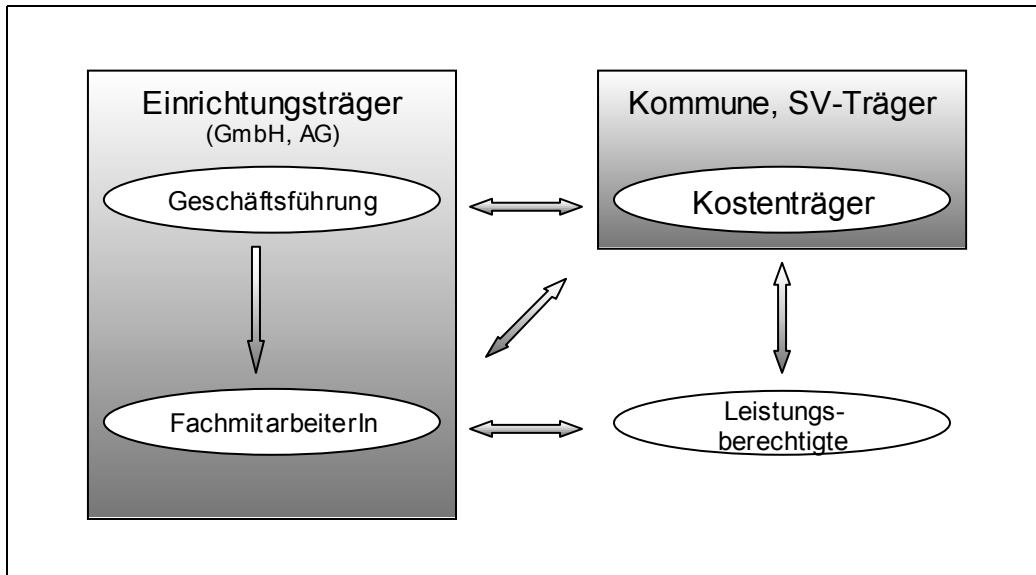 Einrichtungsträger
(GmbH, AG)
Geschäftsführung
FachmitarbeiterIn
Kommune, SV-Träger
Kostenträger
Leistungs-
berechtigte